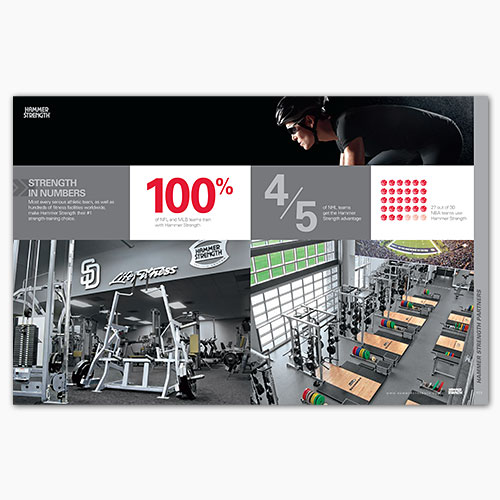 HAMMER
STRENGTH
STRENGTH
IN NUMBERS
Most every serious athletic team, as well as
hundreds of fitness facilities worldwide,
make Hammer Strength their #1
strength-training choice.
100%
of NFL and MLB teams train
with Hammer Strength
4/5
of NHL teams
get the Hammer
Strength advantage
27 out of 30
NBA teams use
Hammer Strength
SD
Life Fitness
HAMMER
STRENGTH
HAMMER STRENGTH PARTNERS
HAMMER
STRENGTH